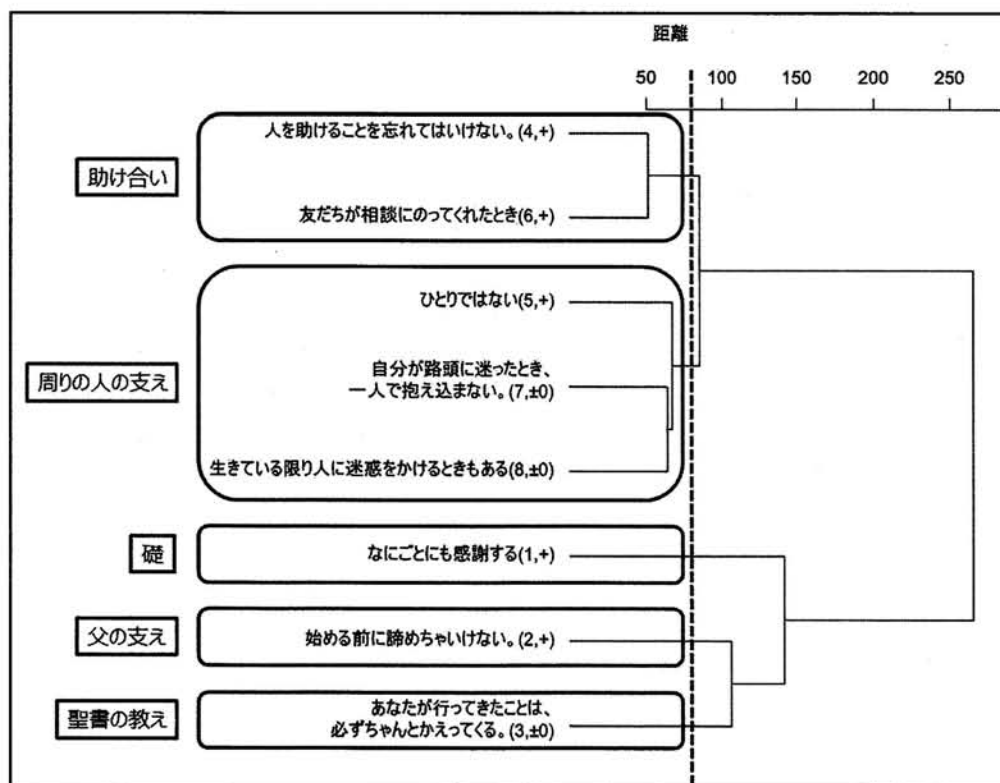 距離
50 100 150 200 250
助け合い
人を助けることを忘れてはいけない。(4,+)
友だちが相談にのってくれたとき(6,+)
周りの人の支え
ひとりではない(5,+)
自分が路頭に迷ったとき、
一人で抱え込まない。(7,±0)
生きている限り人に迷惑をかけるときもある(8,±0)
礎
なにごとにも感謝する(1,+)
父の支え
始める前に諦めちゃいけない。(2,+)
聖書の教え
あなたが行ってきたことは、
必ずちゃんとかえってくる。(3,±0)